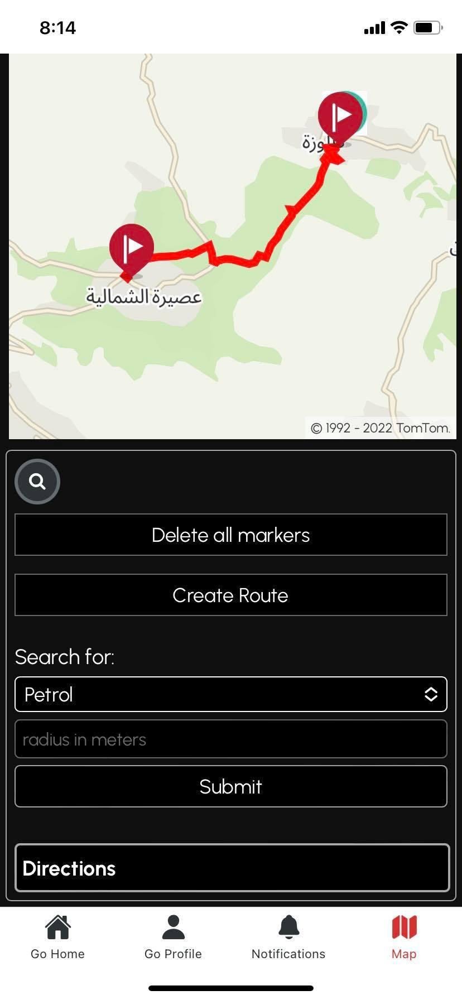 8:14
عصيرة الشمالية
© 1992 - 2022 TomTom.
Delete all markers
Create Route
Search for:
Petrol
radius in meters
Submit
Directions
Go Home
Go Profile
Notifications
Map